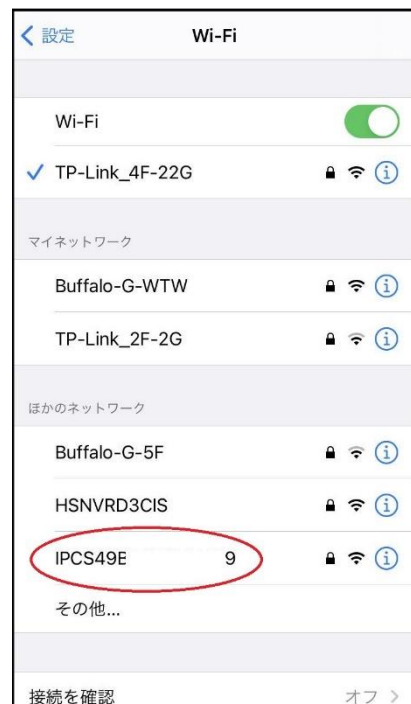 設定 Wi-Fi
Wi-Fi
TP-Link_4F-22G
マイネットワーク
Buffalo-G-WTW
TP-Link_2F-2G
ほかのネットワーク
Buffalo-G-5F
HSNVRD3CIS
IPCS49E 9
その他...
接続を確認 オフ